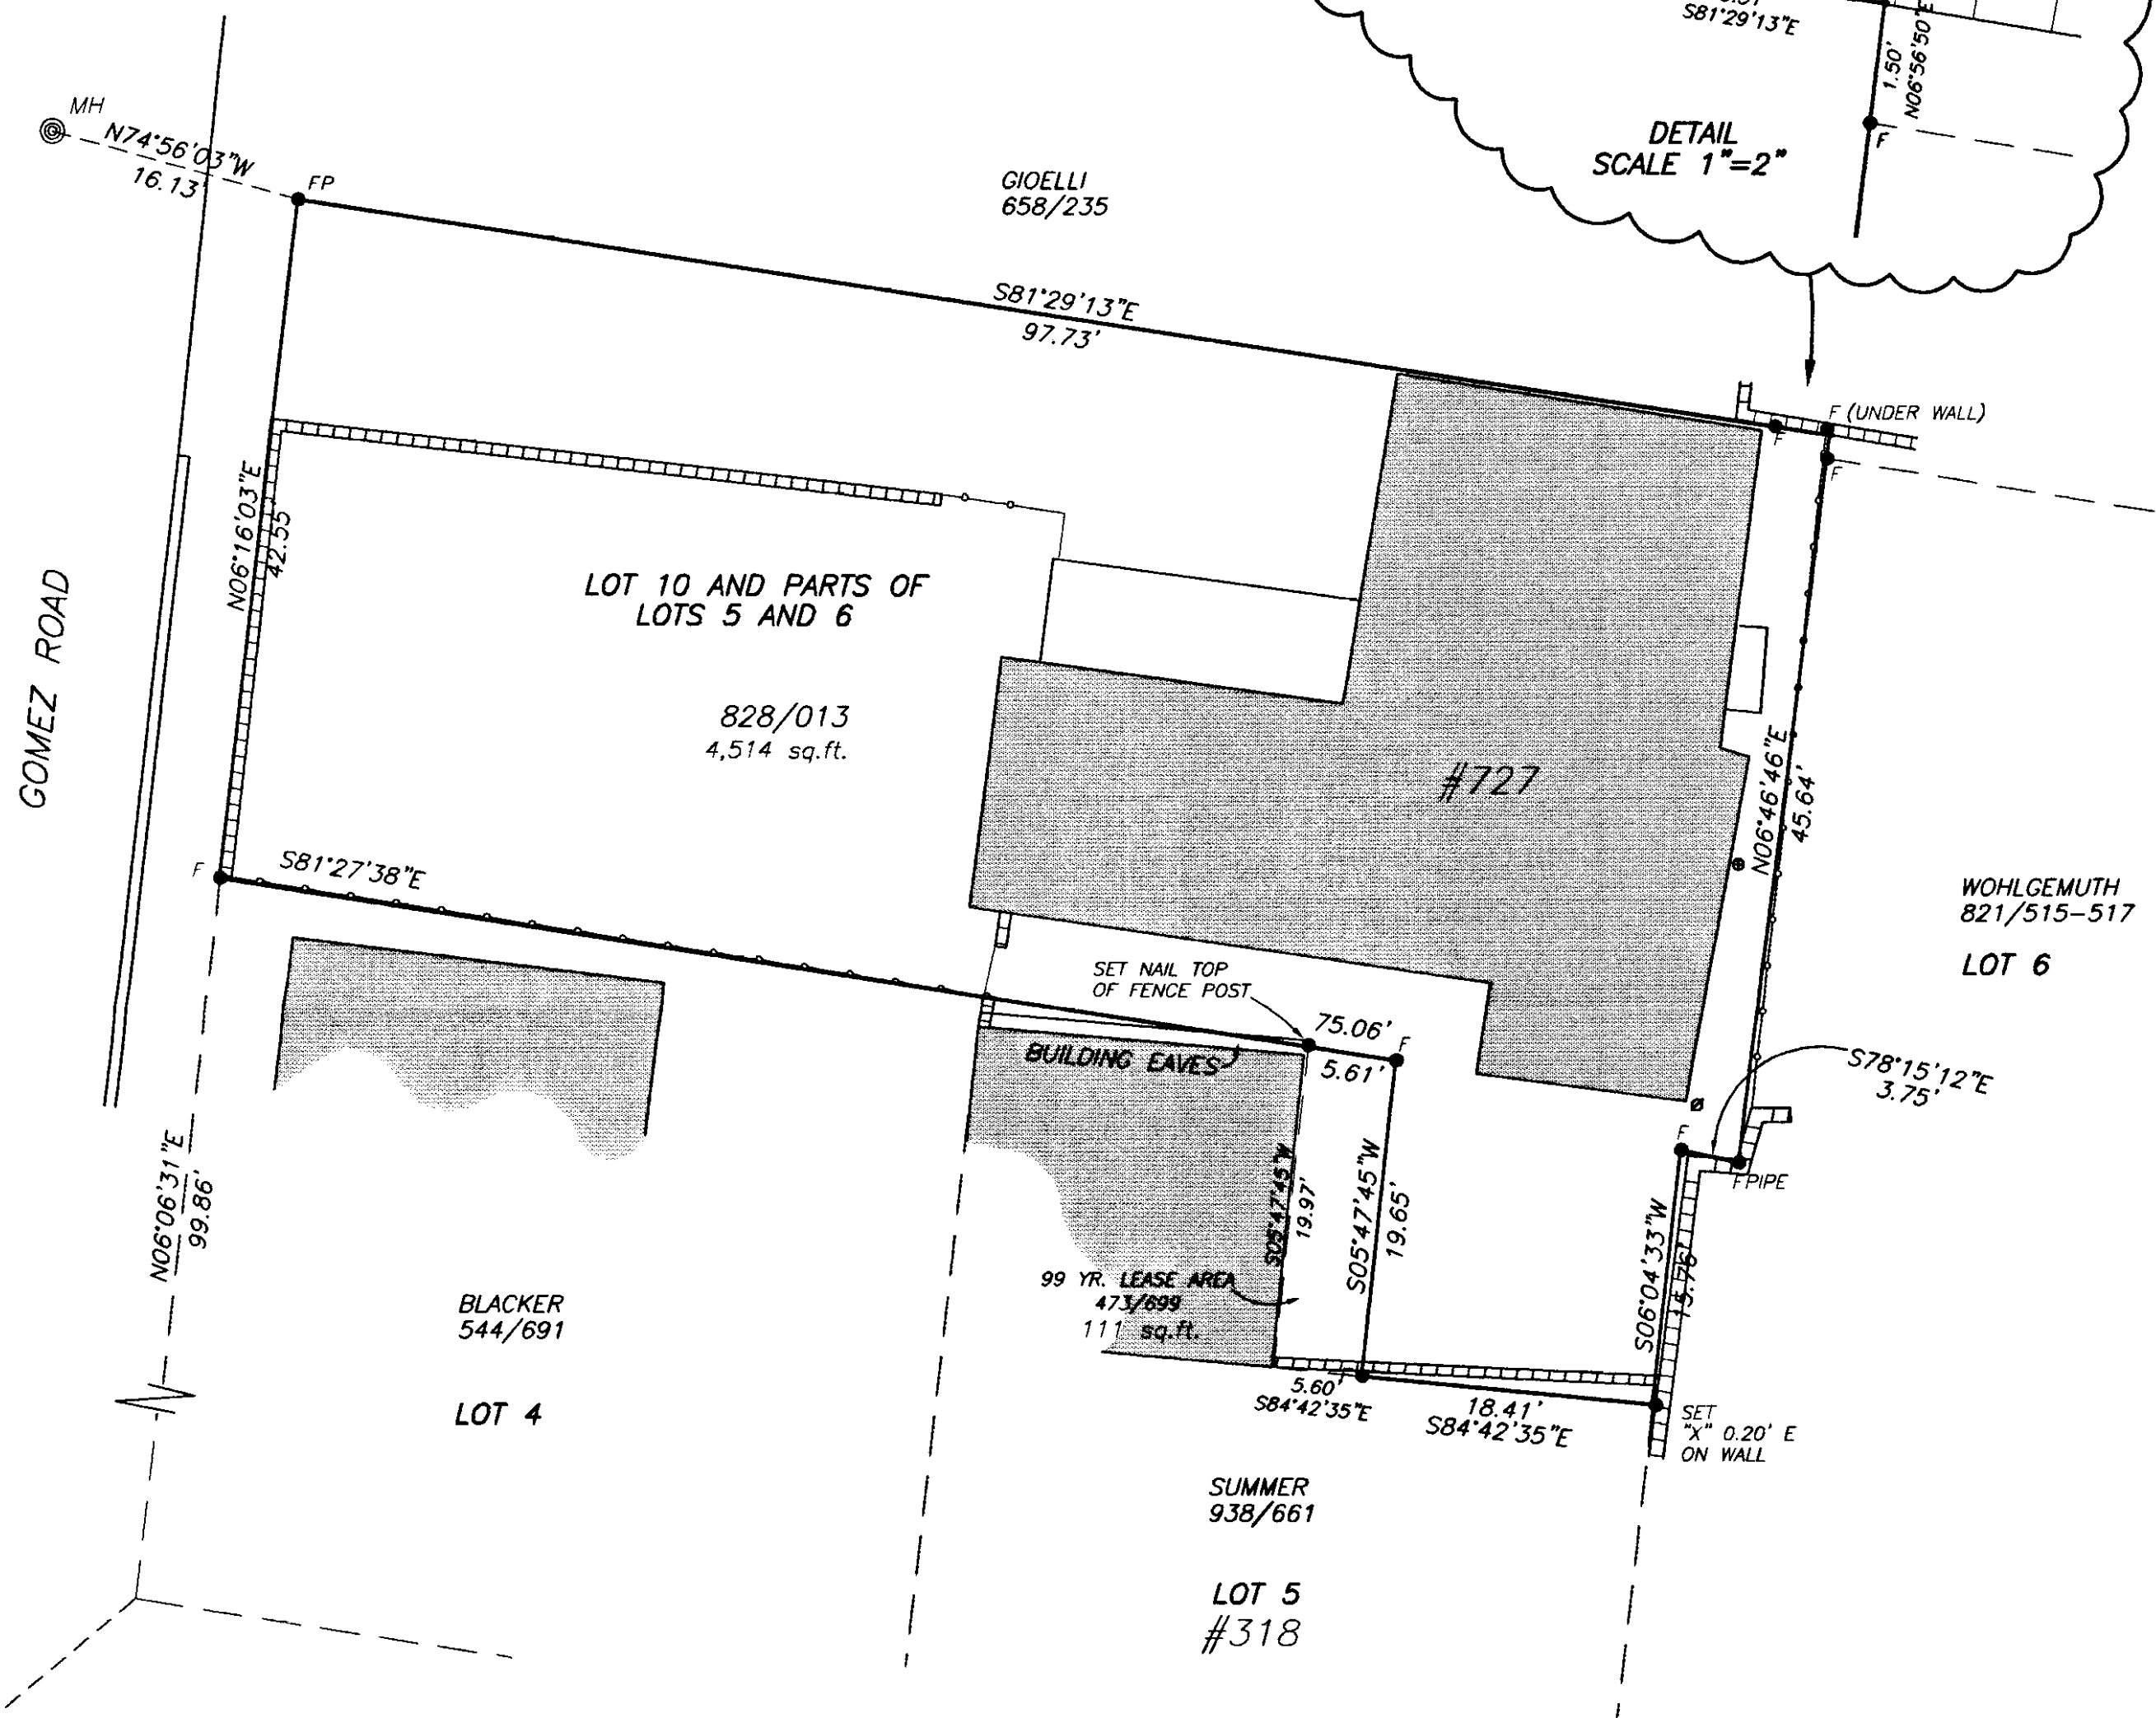 S81°29'13"E
1.50'
N06°56'50"E
F
DETAIL
SCALE 1"=2"
MH
N74°56'03"W
16.13'
FP
GIOELLI
658/235
S81°29'13"E
97.73'
F (UNDER WALL)
F
F
N06°16'03"E
42.55'
GOMEZ ROAD
LOT 10 AND PARTS OF
LOTS 5 AND 6
828/013
4,514 sq.ft.
#727
N06°46'46"E
45.64'
WOHLGEMUTH
821/515-517
LOT 6
F
S81°27'38"E
SET NAIL TOP
OF FENCE POST
75.06'
F
5.61'
BUILDING EAVES
S78°15'12"E
3.75'
F
F PIPE
N06°06'31"E
99.86'
S05°47'45"W
19.97'
S05°47'45"W
19.65'
S06°04'33"W
15.76'
99 YR. LEASE AREA
473/699
111 sq.ft.
BLACKER
544/691
LOT 4
5.60'
S84°42'35"E
18.41'
S84°42'35"E
SET
"X" 0.20' E
ON WALL
SUMMER
938/661
LOT 5
#318